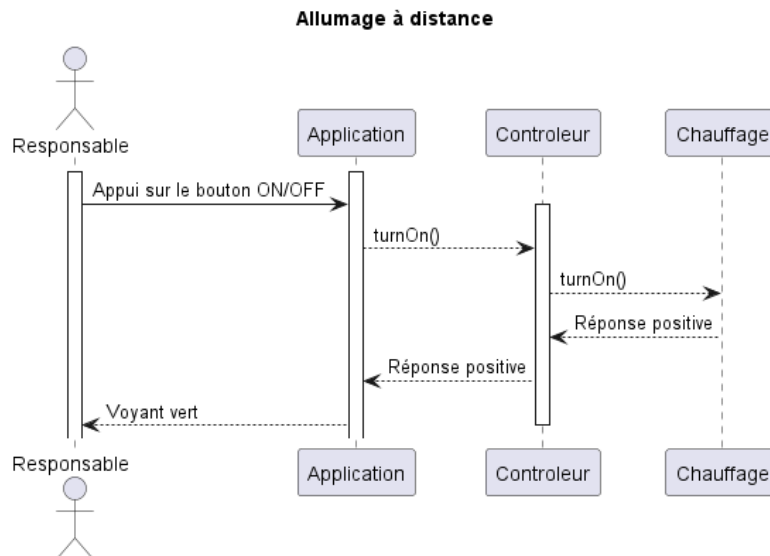 Allumage à distance
Responsable
Application
Controleur
Chauffage
Appui sur le bouton ON/OFF
turnOn()
turnOn()
Réponse positive
Réponse positive
Voyant vert
Responsable
Application
Controleur
Chauffage